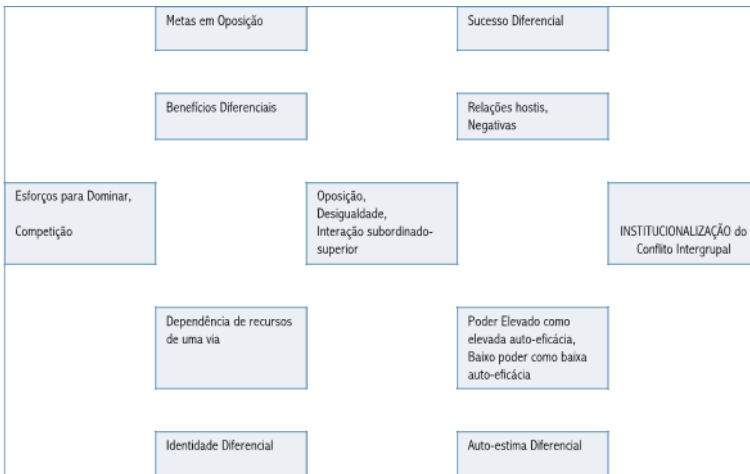 Metas em Oposição
Sucesso Diferencial
Benefícios Diferenciais
Relações hostis,
Negativas
Esforços para Dominar,
Competição
Oposição,
Desigualdade,
Interação subordinado-
superior
INSTITUCIONALIZAÇÃO do
Conflito Intergrupal
Dependência de recursos
de uma via
Poder Elevado como
elevada auto-eficácia,
Baixo poder como baixa
auto-eficácia
Identidade Diferencial
Auto-estima Diferencial